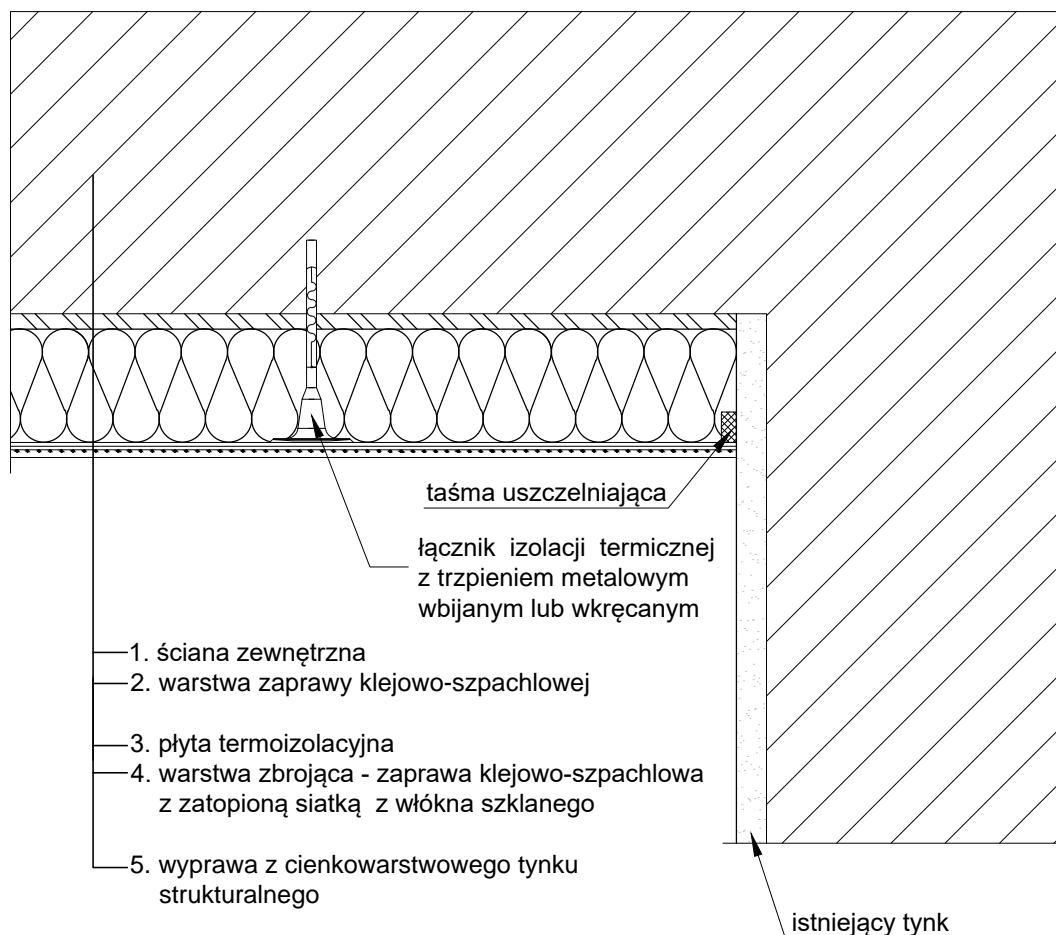 taśma uszczelniająca
łącznik izolacji termicznej
z trzpieniem metalowym
wbijanym lub wkręcanym
1. ściana zewnętrzna
2. warstwa zaprawy klejowo-szpachlowej
3. płyta termoizolacyjna
4. warstwa zbrojąca - zaprawa klejowo-szpachlowa
z zatopioną siatką z włókna szklanego
5. wyprawa z cienkowarstwowego tynku
strukturalnego
istniejący tynk